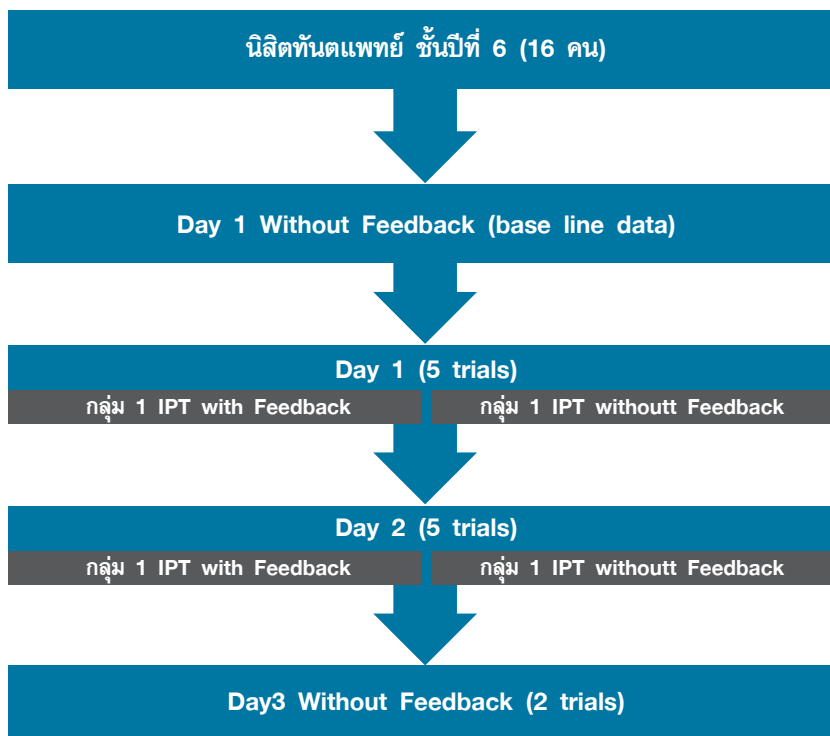 นิสิตทันตแพทย์ ชั้นปีที่ 6 (16 คน)
Day 1 Without Feedback (base line data)
Day 1 (5 trials)
กลุ่ม 1 IPT with Feedback
กลุ่ม 1 IPT withoutt Feedback
Day 2 (5 trials)
กลุ่ม 1 IPT with Feedback
กลุ่ม 1 IPT withoutt Feedback
Day3 Without Feedback (2 trials)